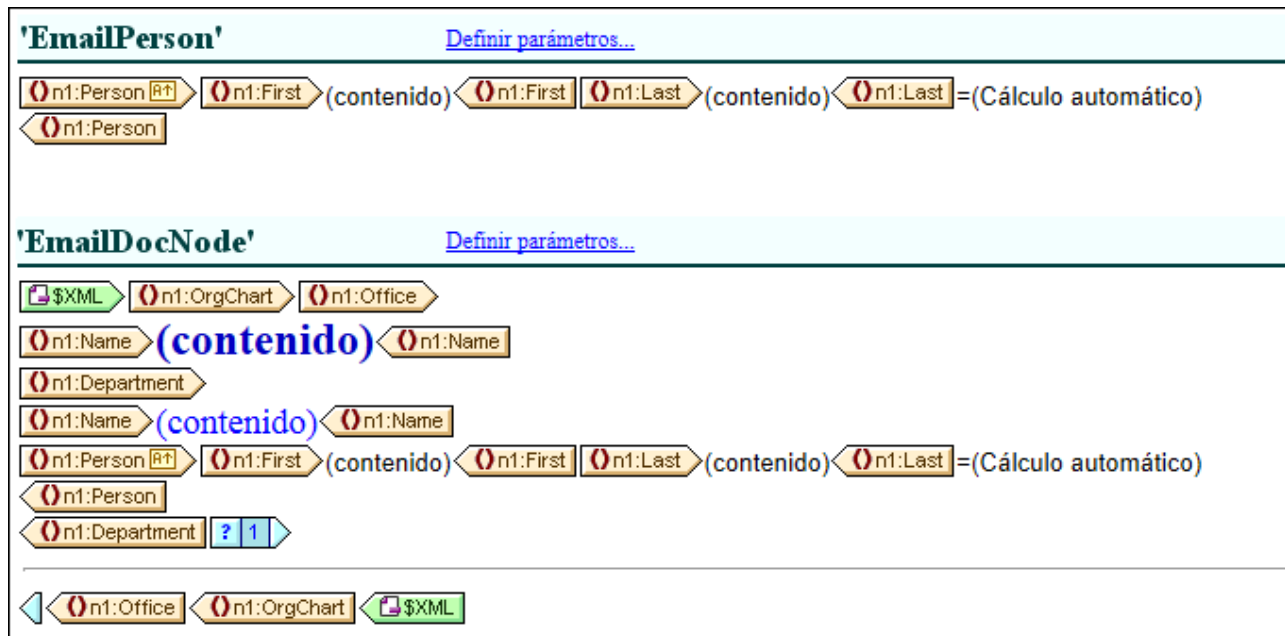 'EmailPerson' Definir parámetros...
()n1:Person n1:First (contenido) ()n1:First ()n1:Last (contenido) ()n1:Last =(Cálculo automático)
()n1:Person
'EmailDocNode' Definir parámetros...
$XML ()n1:OrgChart ()n1:Office
()n1:Name (contenido) ()n1:Name
()n1:Department
()n1:Name (contenido) ()n1:Name
()n1:Person ()n1:First (contenido) ()n1:First ()n1:Last (contenido) ()n1:Last =(Cálculo automático)
()n1:Person
()n1:Department ? 1
()n1:Office ()n1:OrgChart $XML